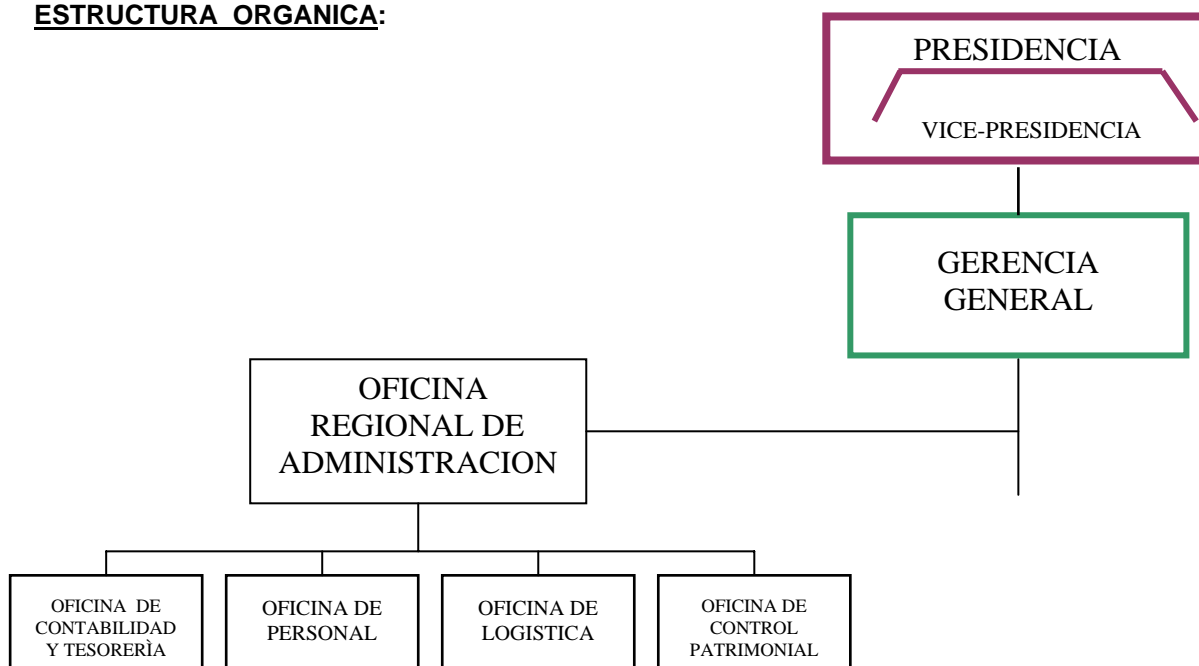 ESTRUCTURA ORGANICA:
PRESIDENCIA
VICE-PRESIDENCIA
GERENCIA
GENERAL
OFICINA
REGIONAL DE
ADMINISTRACION
OFICINA DE
CONTABILIDAD
Y TESORERÌA
OFICINA DE
PERSONAL
OFICINA DE
LOGISTICA
OFICINA DE
CONTROL
PATRIMONIAL